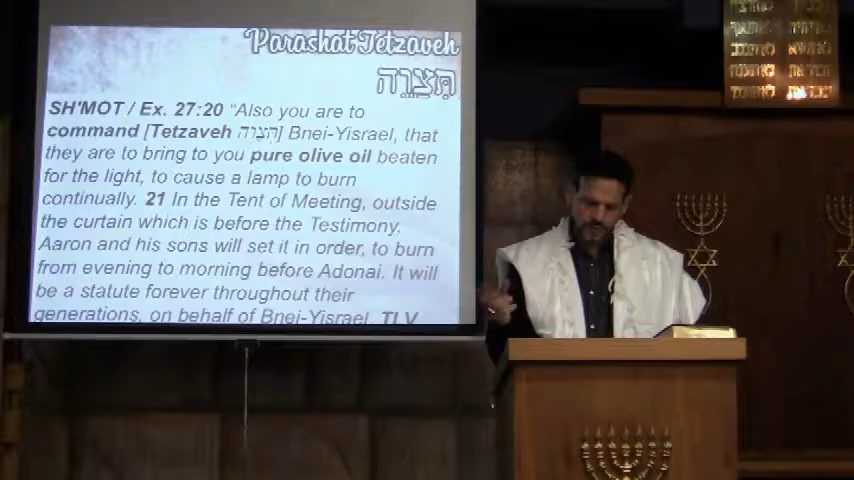 Parashat Tetzaveh
תְּצַוֶּה
SH'MOT / Ex. 27:20 “Also you are to
command [Tetzaveh תְּצַוֶּה] Bnei-Yisrael, that
they are to bring to you pure olive oil beaten
for the light, to cause a lamp to burn
continually. 21 In the Tent of Meeting, outside
the curtain which is before the Testimony,
Aaron and his sons will set it in order, to burn
from evening to morning before Adonai. It will
be a statute forever throughout their
generations, on behalf of Bnei-Yisrael. TLV